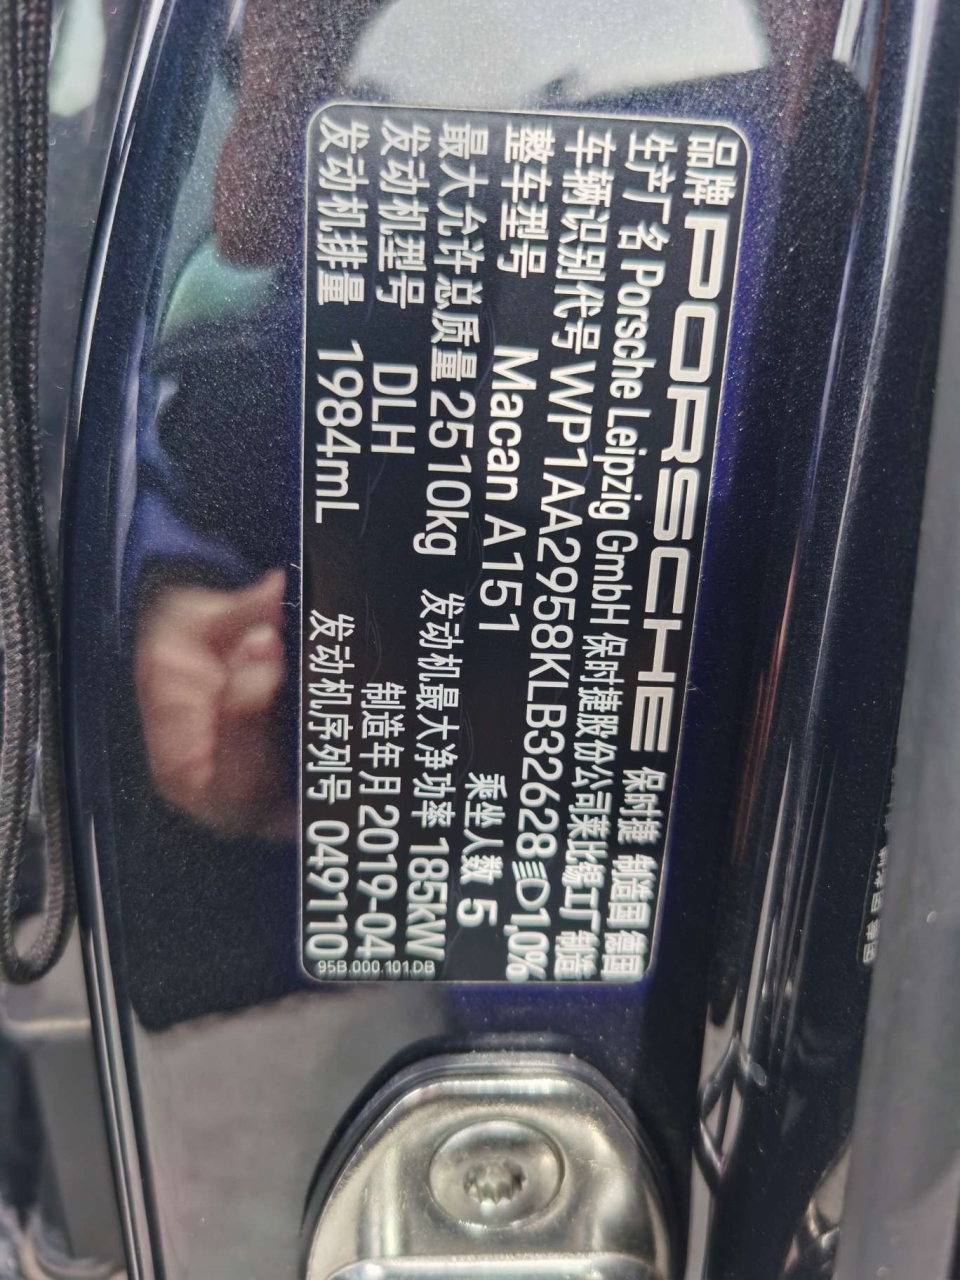 品牌 PORSCHE 保时捷 制造国 德国
生产厂名 Porsche Leipzig GmbH 保时捷股份公司莱比锡工厂 制造
车辆识别代号 WP1AA2958KLB32628 1,0%
整车型号 Macan A151 乘坐人数 5
最大允许总质量 2510kg 发动机最大净功率 185kW
发动机型号 DLH 制造年月 2019-04
发动机排量 1984mL 发动机序列号 049110
95B.000.101.DB